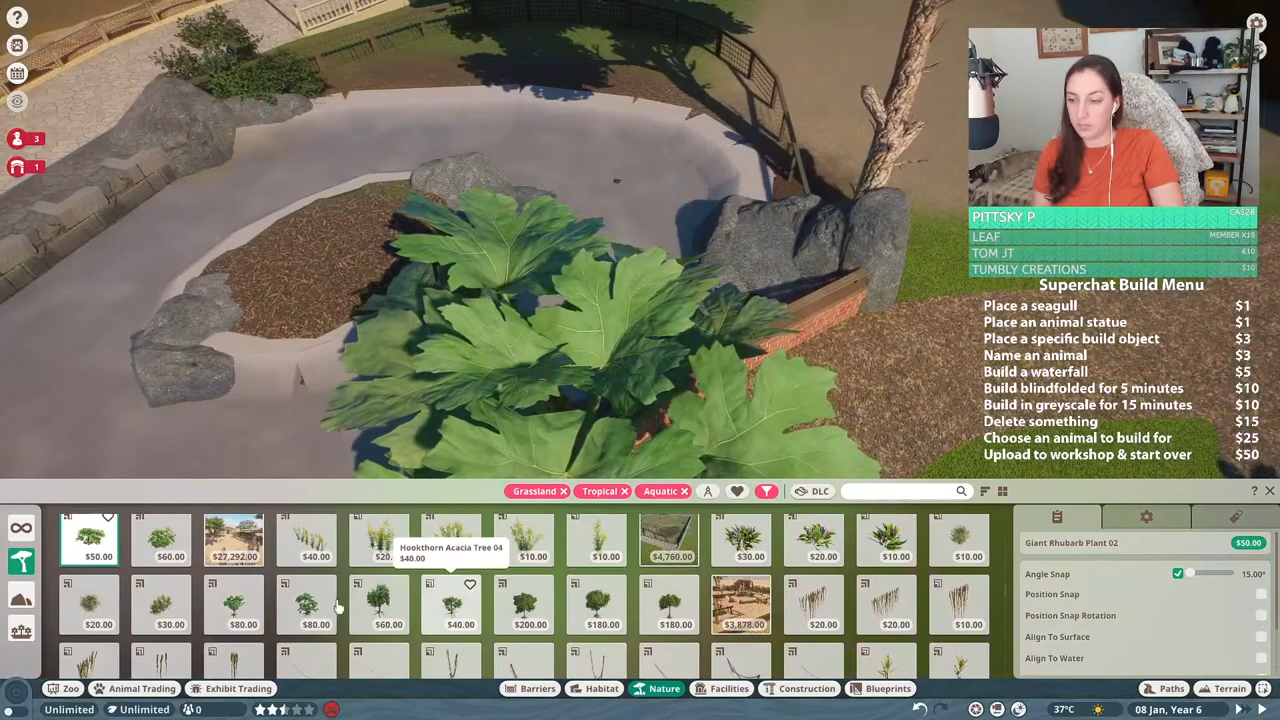 ?
3
1
PITTSKY P CA$28
LEAF MEMBER X19
TOM JT €10
TUMBLY CREATIONS $10
Superchat Build Menu
Place a seagull $1
Place an animal statue $1
Place a specific build object $3
Name an animal $3
Build a waterfall $5
Build blindfolded for 5 minutes $10
Build in greyscale for 15 minutes $10
Delete something $15
Choose an animal to build for $25
Upload to workshop & start over $50
Grassland Tropical Aquatic DLC ?
$50.00 $60.00 $27,292.00 $40.00 $10.00 $10.00 $4,760.00 $30.00 $20.00 $10.00 $10.00
Hookthorn Acacia Tree 04
$40.00
$20.00 $30.00 $80.00 $80.00 $60.00 $40.00 $200.00 $180.00 $180.00 $3,878.00 $20.00 $20.00 $10.00
Giant Rhubarb Plant 02 $50.00
Angle Snap 15.00°
Position Snap
Position Snap Rotation
Align To Surface
Align To Water
Zoo Animal Trading Exhibit Trading Barriers Habitat Nature Facilities Construction Blueprints Paths Terrain
Unlimited Unlimited 0 37°C 08 Jan, Year 6